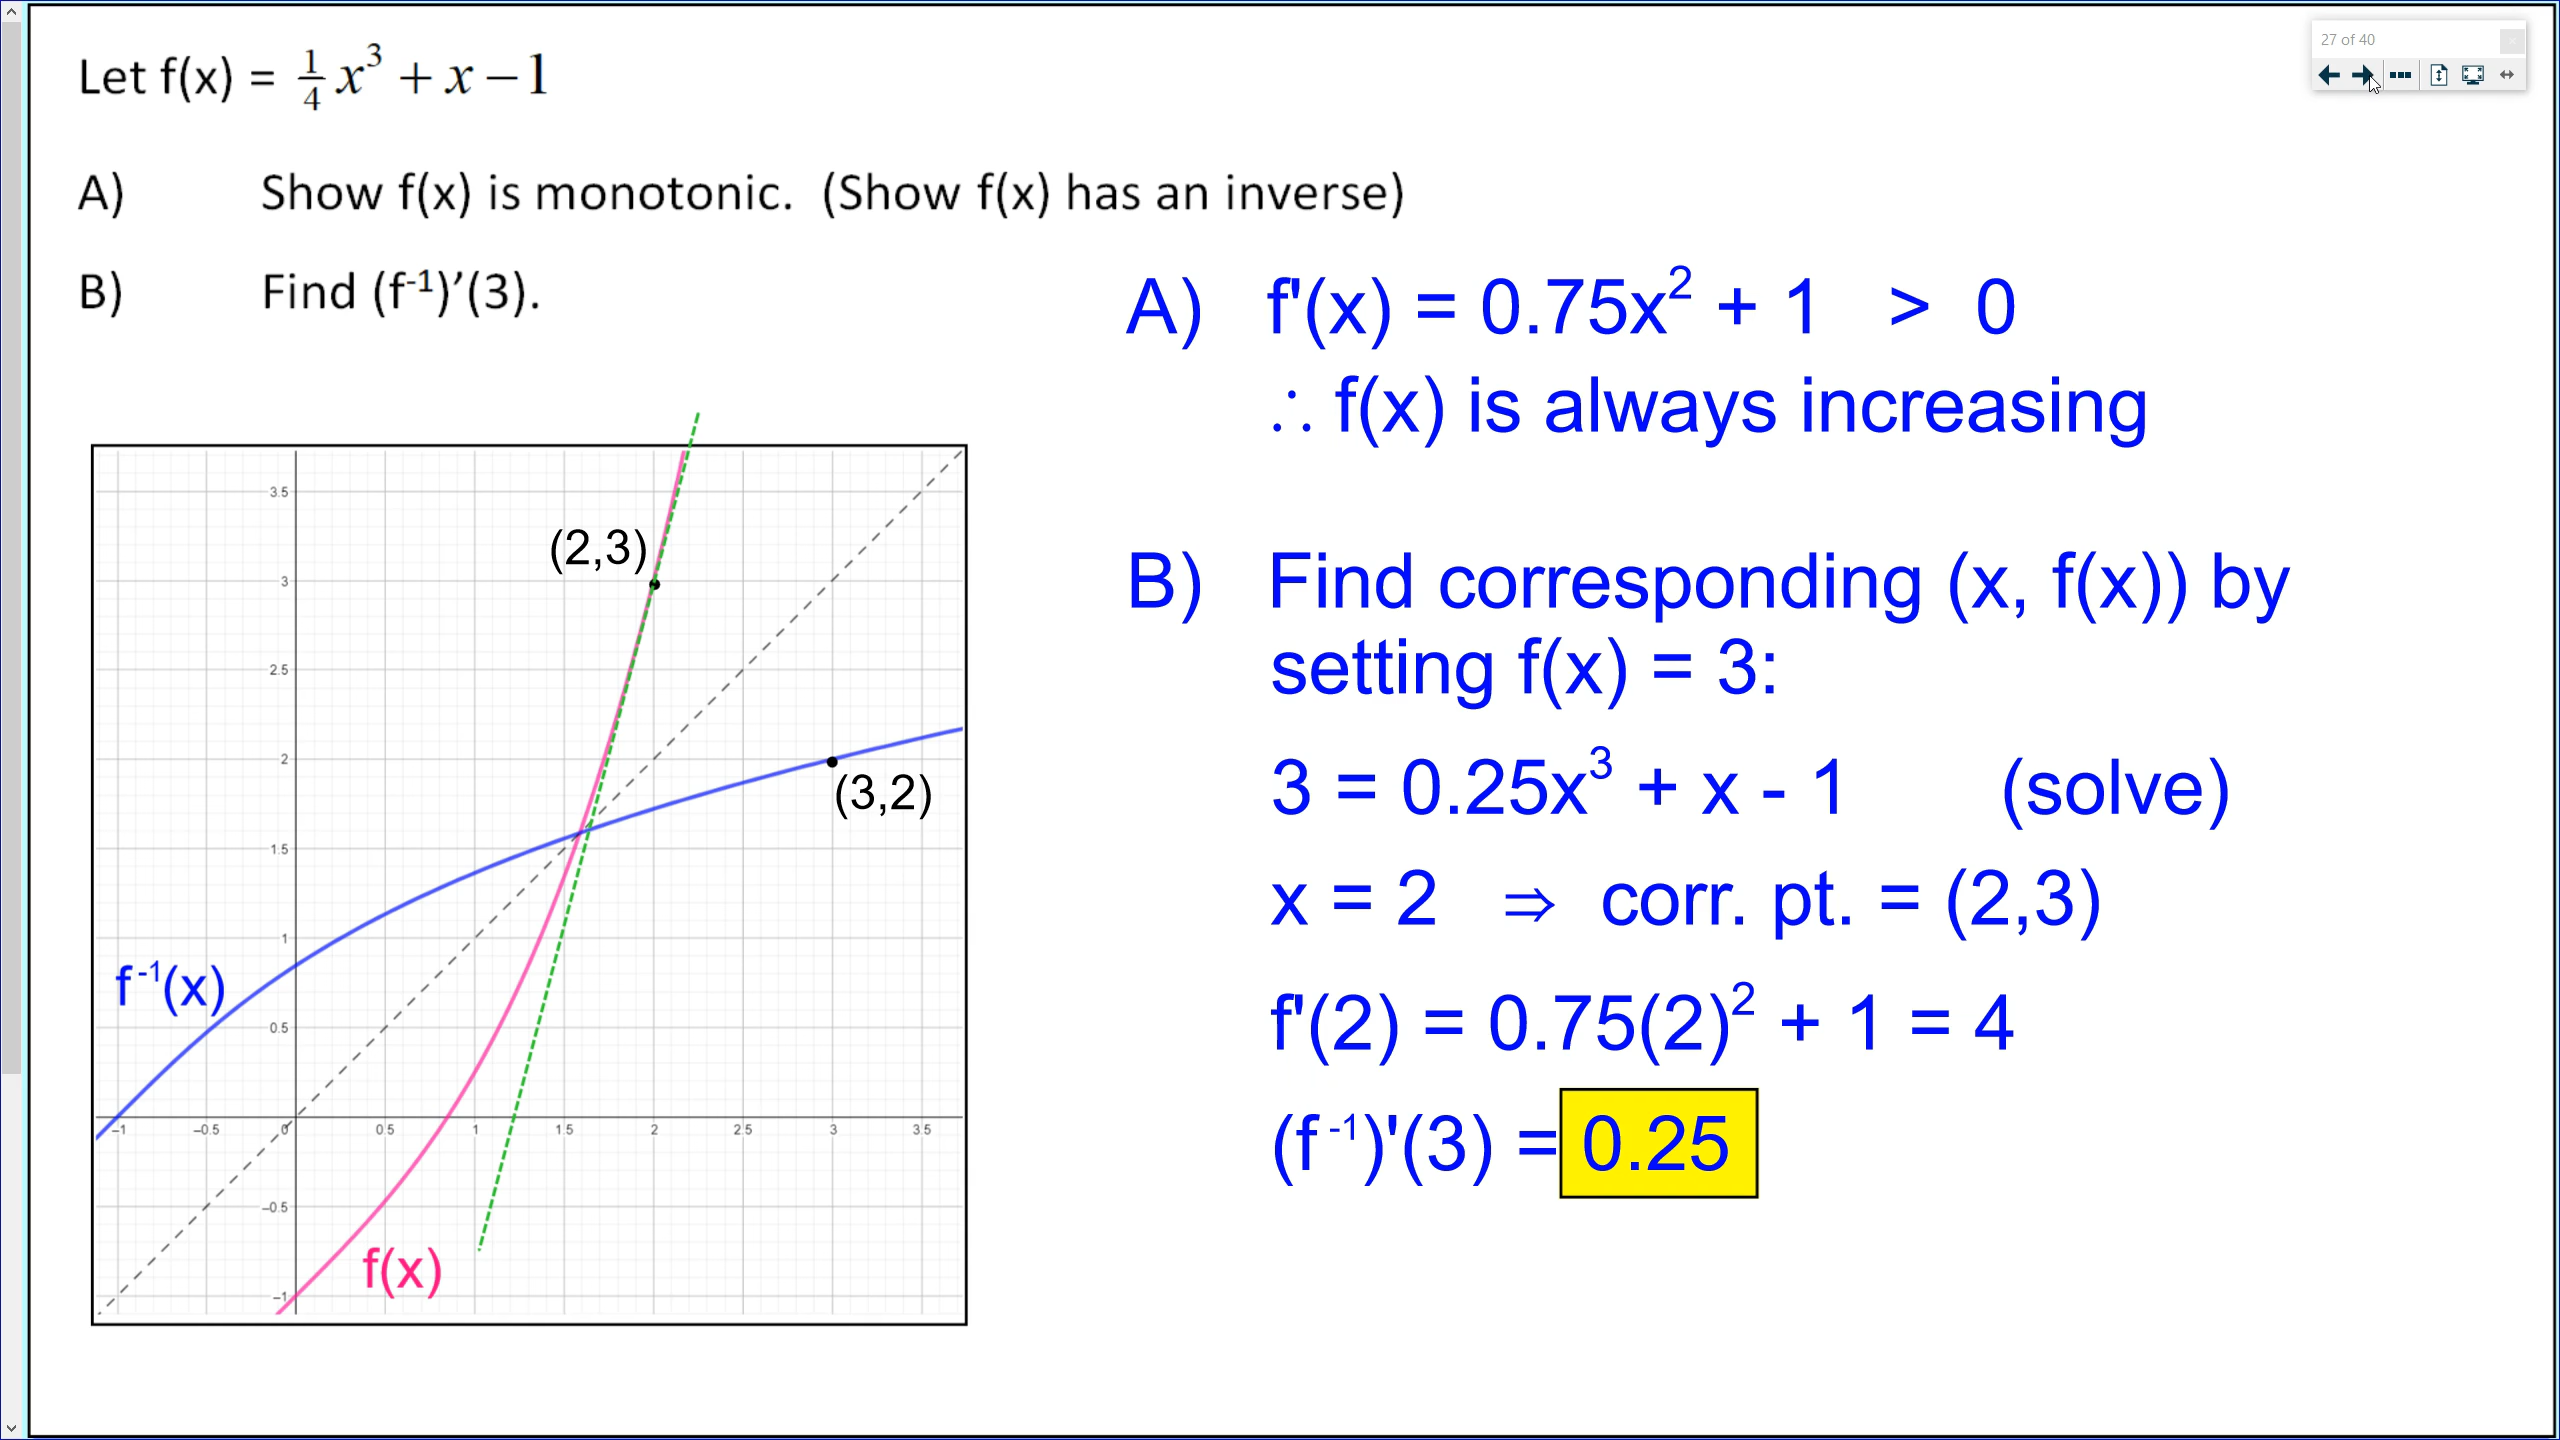 27 of 40
Let f(x) = 1/4 x³ + x − 1
A) Show f(x) is monotonic. (Show f(x) has an inverse)
B) Find (f⁻¹)’(3).
A) f'(x) = 0.75x² + 1 > 0
∴ f(x) is always increasing
B) Find corresponding (x, f(x)) by
setting f(x) = 3:
3 = 0.25x³ + x - 1 (solve)
x = 2 ⇒ corr. pt. = (2,3)
f'(2) = 0.75(2)² + 1 = 4
(f⁻¹)'(3) = 0.25
3.5
(2,3)
3
2.5
2
(3,2)
1.5
1
f⁻¹(x)
0.5
−1 −0.5 0 0.5 1 1.5 2 2.5 3 3.5
−0.5
f(x)
−1